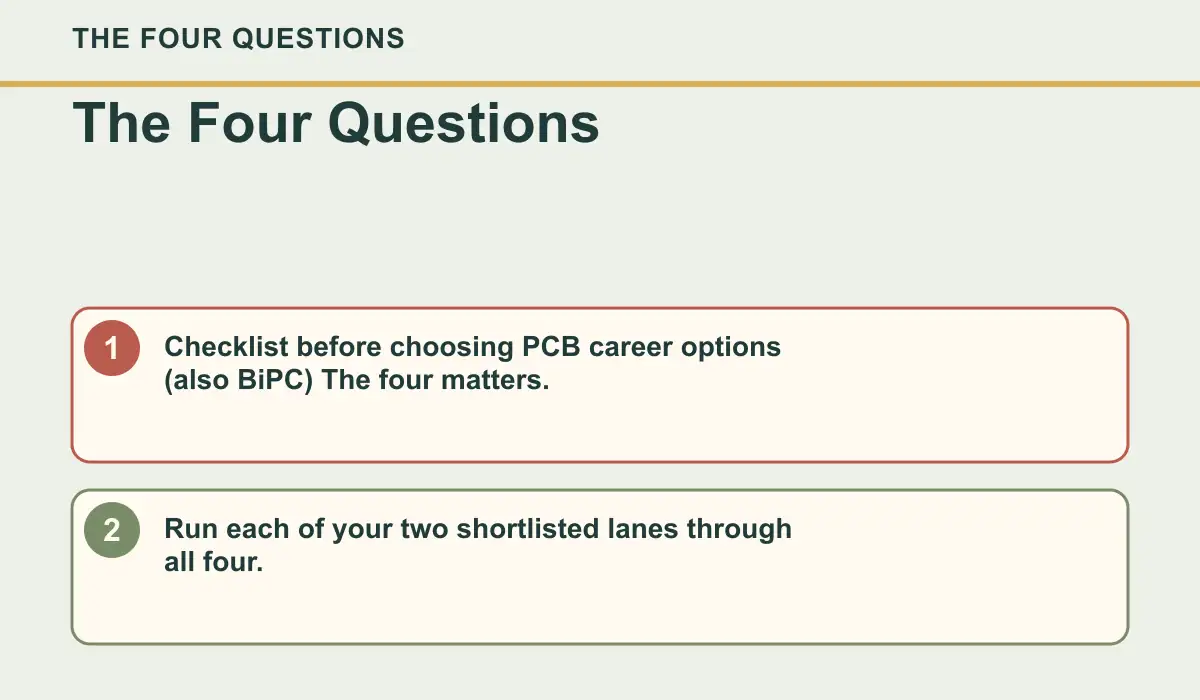 THE FOUR QUESTIONS
The Four Questions
1
Checklist before choosing PCB career options
(also BiPC) The four matters.
2
Run each of your two shortlisted lanes through
all four.